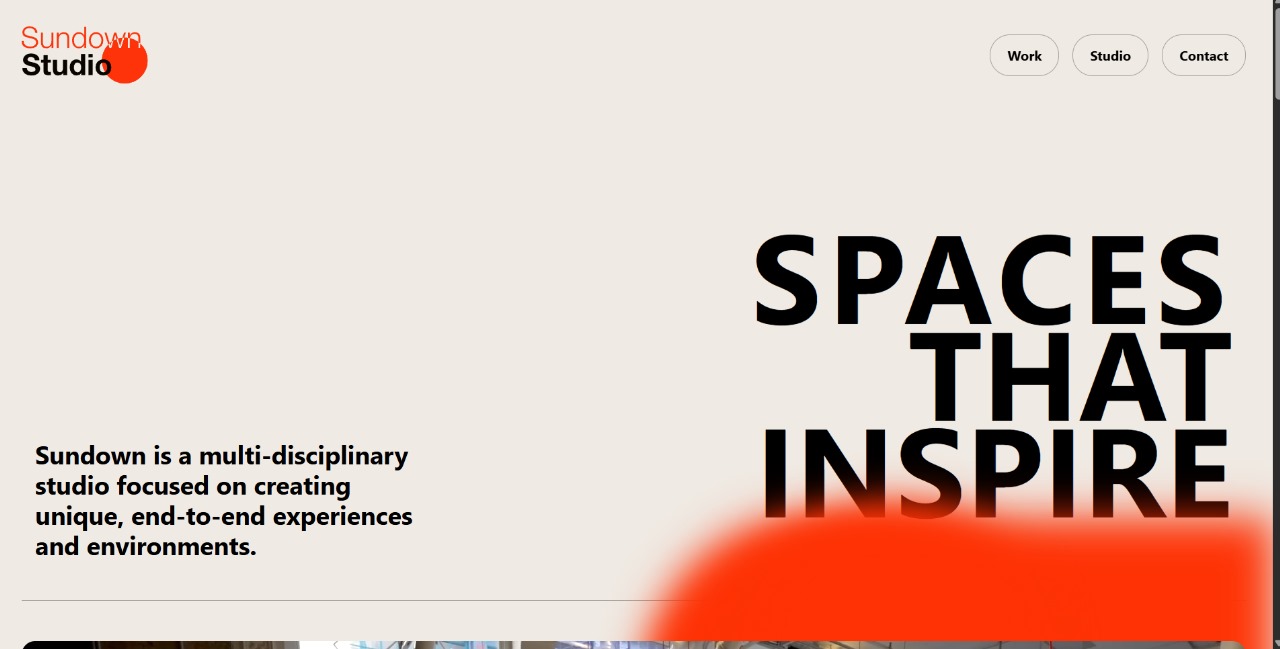 Sundown
Studio
Work
Studio
Contact
SPACES
THAT
INSPIRE
Sundown is a multi-disciplinary
studio focused on creating
unique, end-to-end experiences
and environments.